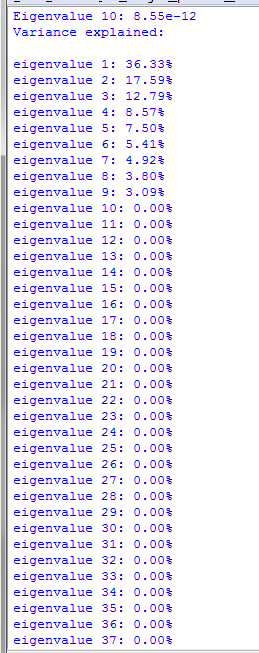 Eigenvalue 10: 8.55e-12
Variance explained:
eigenvalue 1: 36.33%
eigenvalue 2: 17.59%
eigenvalue 3: 12.79%
eigenvalue 4: 8.57%
eigenvalue 5: 7.50%
eigenvalue 6: 5.41%
eigenvalue 7: 4.92%
eigenvalue 8: 3.80%
eigenvalue 9: 3.09%
eigenvalue 10: 0.00%
eigenvalue 11: 0.00%
eigenvalue 12: 0.00%
eigenvalue 13: 0.00%
eigenvalue 14: 0.00%
eigenvalue 15: 0.00%
eigenvalue 16: 0.00%
eigenvalue 17: 0.00%
eigenvalue 18: 0.00%
eigenvalue 19: 0.00%
eigenvalue 20: 0.00%
eigenvalue 21: 0.00%
eigenvalue 22: 0.00%
eigenvalue 23: 0.00%
eigenvalue 24: 0.00%
eigenvalue 25: 0.00%
eigenvalue 26: 0.00%
eigenvalue 27: 0.00%
eigenvalue 28: 0.00%
eigenvalue 29: 0.00%
eigenvalue 30: 0.00%
eigenvalue 31: 0.00%
eigenvalue 32: 0.00%
eigenvalue 33: 0.00%
eigenvalue 34: 0.00%
eigenvalue 35: 0.00%
eigenvalue 36: 0.00%
eigenvalue 37: 0.00%